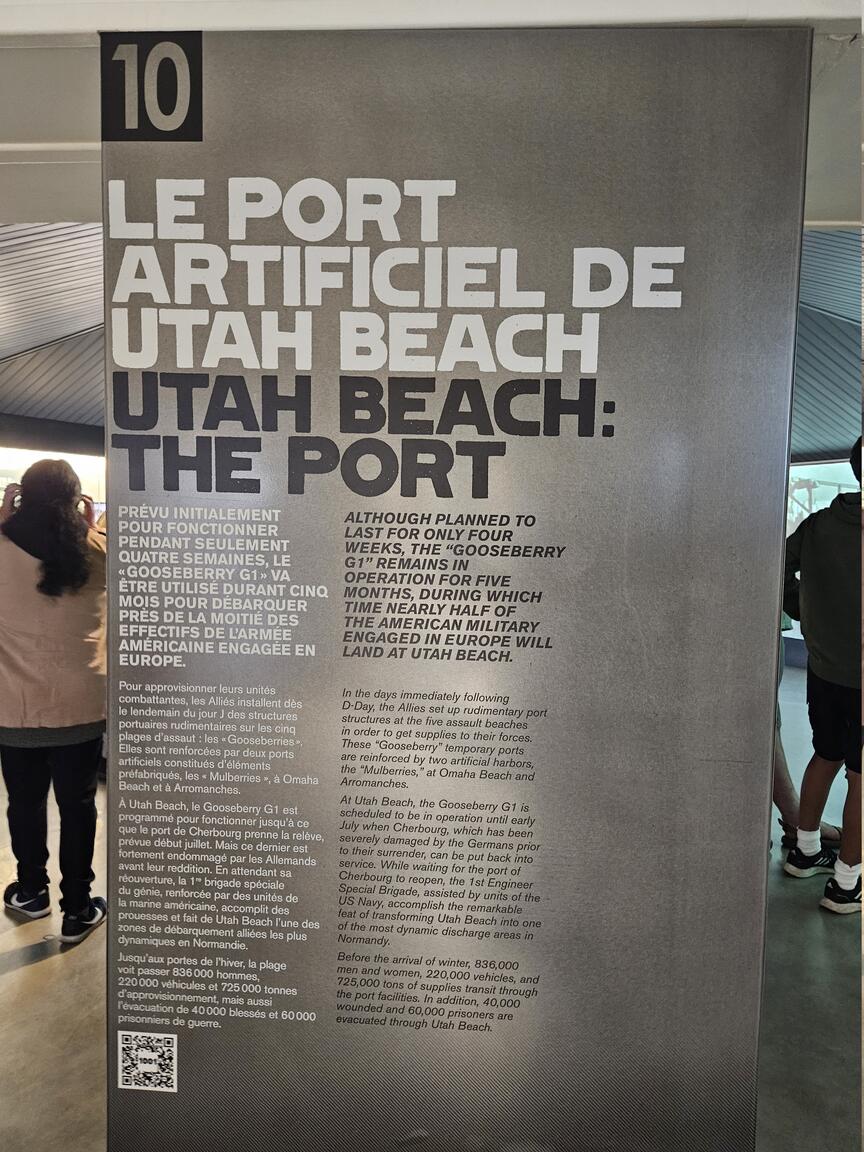 10
LE PORT
ARTIFICIEL DE
UTAH BEACH
UTAH BEACH:
THE PORT
PRÉVU INITIALEMENT
POUR FONCTIONNER
PENDANT SEULEMENT
QUATRE SEMAINES, LE
«GOOSEBERRY G1» VA
ÊTRE UTILISÉ DURANT CINQ
MOIS POUR DÉBARQUER
PRÈS DE LA MOITIÉ DES
EFFECTIFS DE L'ARMÉE
AMÉRICAINE ENGAGÉE EN
EUROPE.
Pour approvisionner leurs unités
combattantes, les Alliés installent dès
le lendemain du jour J des structures
portuaires rudimentaires sur les cinq
plages d'assaut : les «Gooseberries».
Elles sont renforcées par deux ports
artificiels constitués d'éléments
préfabriqués, les « Mulberries », à Omaha
Beach et à Arromanches.
À Utah Beach, le Gooseberry G1 est
programmé pour fonctionner jusqu'à ce
que le port de Cherbourg prenne la relève,
prévue début juillet. Mais ce dernier est
fortement endommagé par les Allemands
avant leur reddition. En attendant sa
réouverture, la 1re brigade spéciale
du génie, renforcée par des unités de
la marine américaine, accomplit des
prouesses et fait de Utah Beach l'une des
zones de débarquement alliées les plus
dynamiques en Normandie.
Jusqu'aux portes de l'hiver, la plage
voit passer 836 000 hommes,
220 000 véhicules et 725 000 tonnes
d'approvisionnement, mais aussi
l'évacuation de 40 000 blessés et 60 000
prisonniers de guerre.
1001
ALTHOUGH PLANNED TO
LAST FOR ONLY FOUR
WEEKS, THE "GOOSEBERRY
G1" REMAINS IN
OPERATION FOR FIVE
MONTHS, DURING WHICH
TIME NEARLY HALF OF
THE AMERICAN MILITARY
ENGAGED IN EUROPE WILL
LAND AT UTAH BEACH.
In the days immediately following
D-Day, the Allies set up rudimentary port
structures at the five assault beaches
in order to get supplies to their forces.
These "Gooseberry" temporary ports
are reinforced by two artificial harbors,
the "Mulberries," at Omaha Beach and
Arromanches.
At Utah Beach, the Gooseberry G1 is
scheduled to be in operation until early
July when Cherbourg, which has been
severely damaged by the Germans prior
to their surrender, can be put back into
service. While waiting for the port of
Cherbourg to reopen, the 1st Engineer
Special Brigade, assisted by units of the
US Navy, accomplish the remarkable
feat of transforming Utah Beach into one
of the most dynamic discharge areas in
Normandy.
Before the arrival of winter, 836,000
men and women, 220,000 vehicles, and
725,000 tons of supplies transit through
the port facilities. In addition, 40,000
wounded and 60,000 prisoners are
evacuated through Utah Beach.